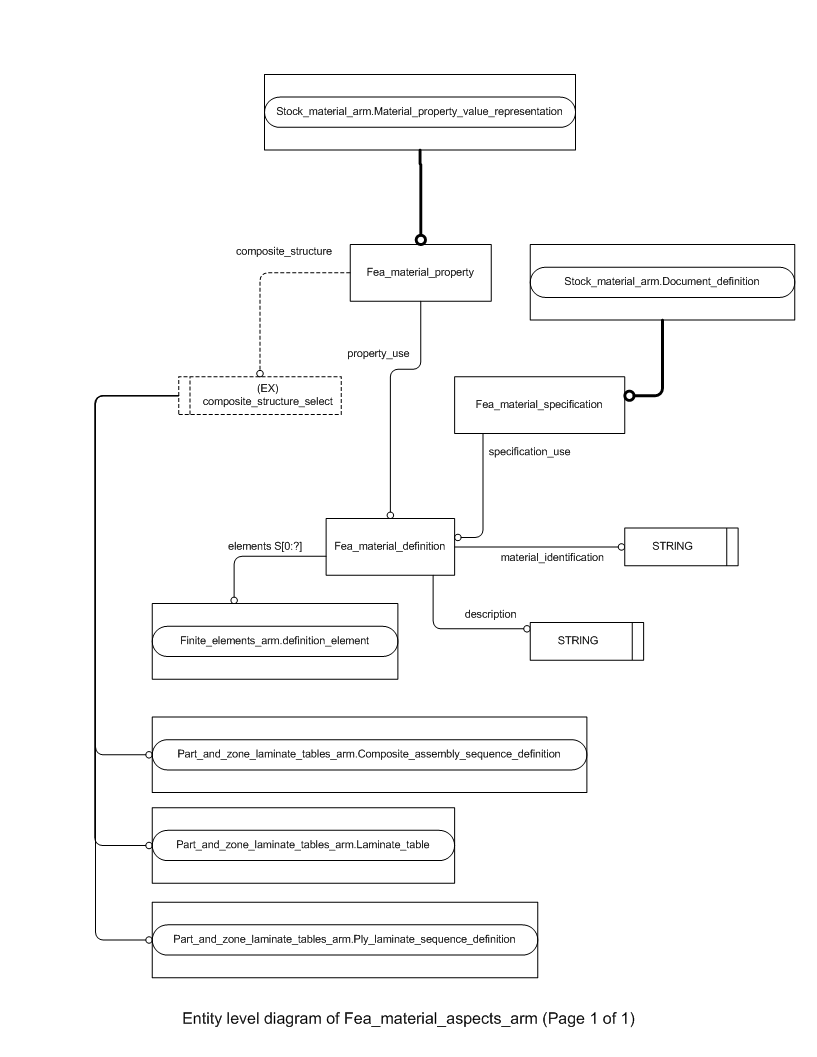 Stock_material_arm.Material_property_value_representation
composite_structure
Fea_material_property
Stock_material_arm.Document_definition
property_use
(EX)
composite_structure_select
Fea_material_specification
specification_use
elements S[0:?]
Fea_material_definition
material_identification
STRING
description
STRING
Finite_elements_arm.definition_element
Part_and_zone_laminate_tables_arm.Composite_assembly_sequence_definition
Part_and_zone_laminate_tables_arm.Laminate_table
Part_and_zone_laminate_tables_arm.Ply_laminate_sequence_definition
Entity level diagram of Fea_material_aspects_arm (Page 1 of 1)